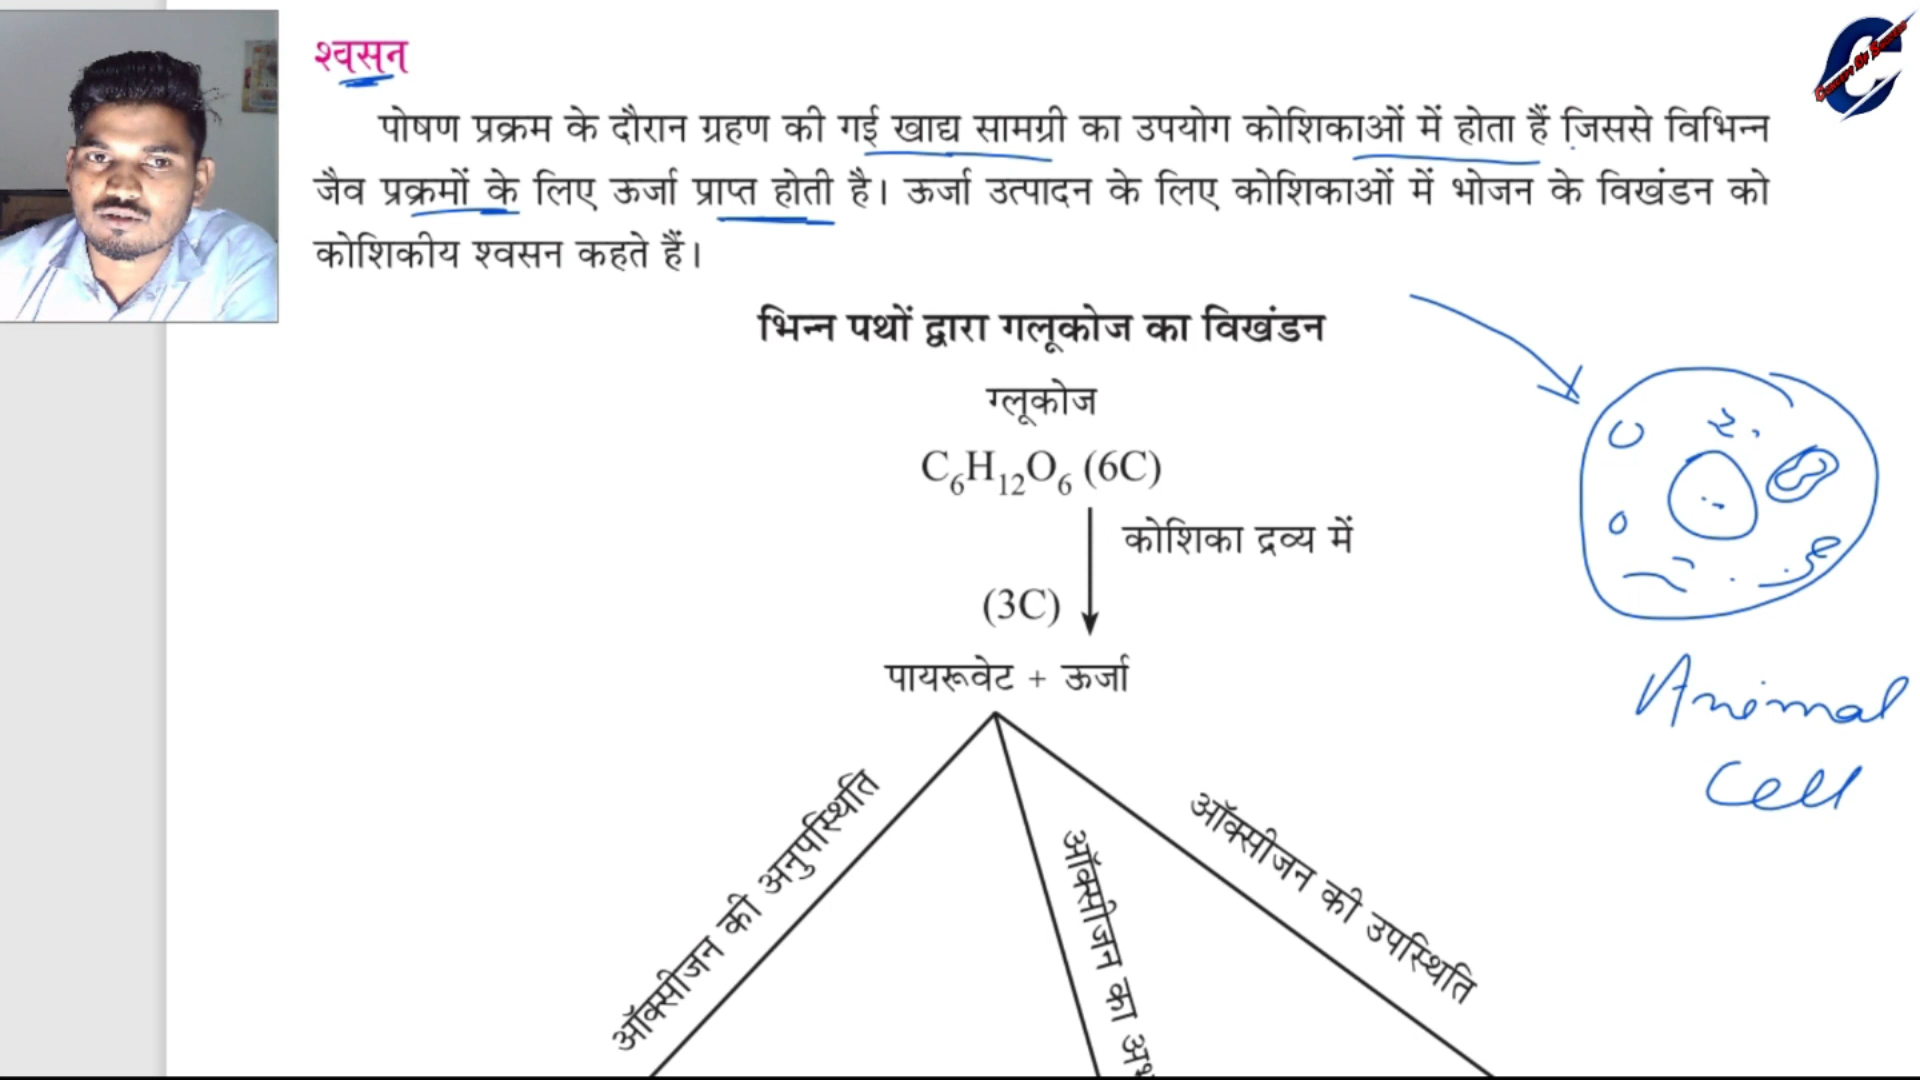 श्वसन
पोषण प्रक्रम के दौरान ग्रहण की गई खाद्य सामग्री का उपयोग कोशिकाओं में होता हैं जिससे विभिन्न
जैव प्रक्रमों के लिए ऊर्जा प्राप्त होती है। ऊर्जा उत्पादन के लिए कोशिकाओं में भोजन के विखंडन को
कोशिकीय श्वसन कहते हैं।
भिन्न पथों द्वारा गलूकोज का विखंडन
ग्लूकोज
C₆H₁₂O₆ (6C)
कोशिका द्रव्य में
(3C)
पायरूवेट + ऊर्जा
ऑक्सीजन की अनुपस्थिति
ऑक्सीजन का
ऑक्सीजन की उपस्थिति
Animal
Cell